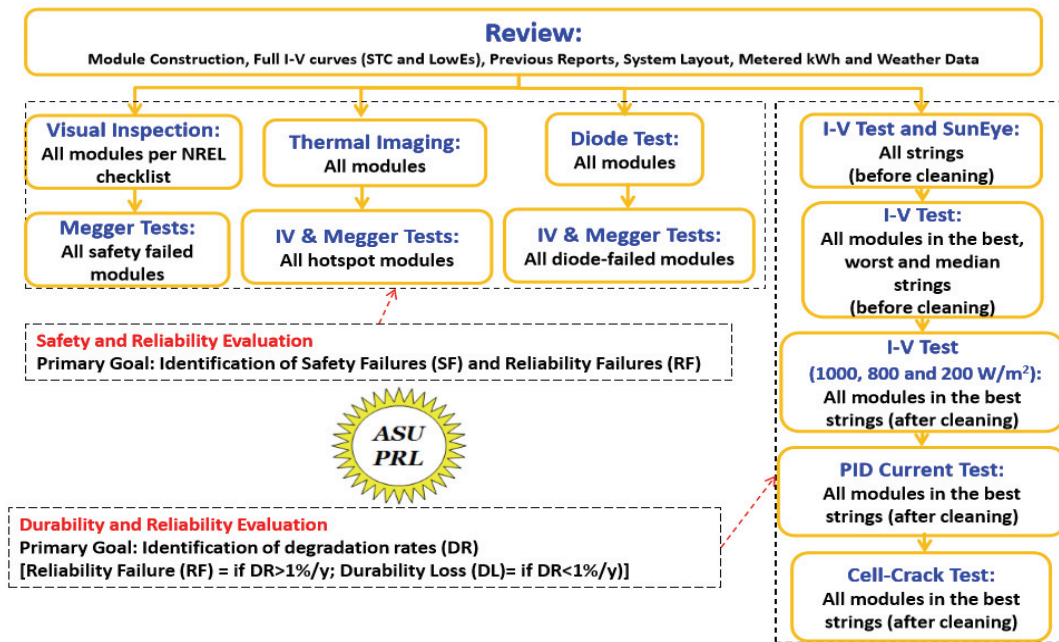 Review:
Module Construction, Full I-V curves (STC and LowEs), Previous Reports, System Layout, Metered kWh and Weather Data
Visual Inspection:
All modules per NREL
checklist
Thermal Imaging:
All modules
Diode Test:
All modules
I-V Test and SunEye:
All strings
(before cleaning)
Megger Tests:
All safety failed
modules
IV & Megger Tests:
All hotspot modules
IV & Megger Tests:
All diode-failed modules
I-V Test:
All modules in the best,
worst and median
strings
(before cleaning)
Safety and Reliability Evaluation
Primary Goal: Identification of Safety Failures (SF) and Reliability Failures (RF)
I-V Test
(1000, 800 and 200 W/m²):
All modules in the best
strings (after cleaning)
ASU
PRL
PID Current Test:
All modules in the best
strings (after cleaning)
Durability and Reliability Evaluation
Primary Goal: Identification of degradation rates (DR)
[Reliability Failure (RF) = if DR>1%/y; Durability Loss (DL)= if DR<1%/y)]
Cell-Crack Test:
All modules in the best
strings (after cleaning)